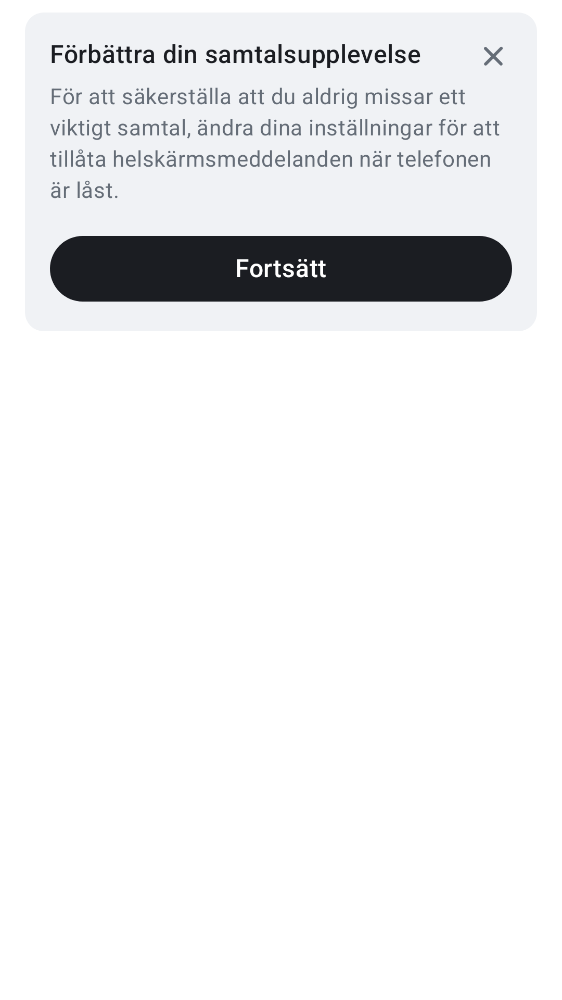 Förbättra din samtalsupplevelse
För att säkerställa att du aldrig missar ett
viktigt samtal, ändra dina inställningar för att
tillåta helskärmsmeddelanden när telefonen
är låst.
Fortsätt